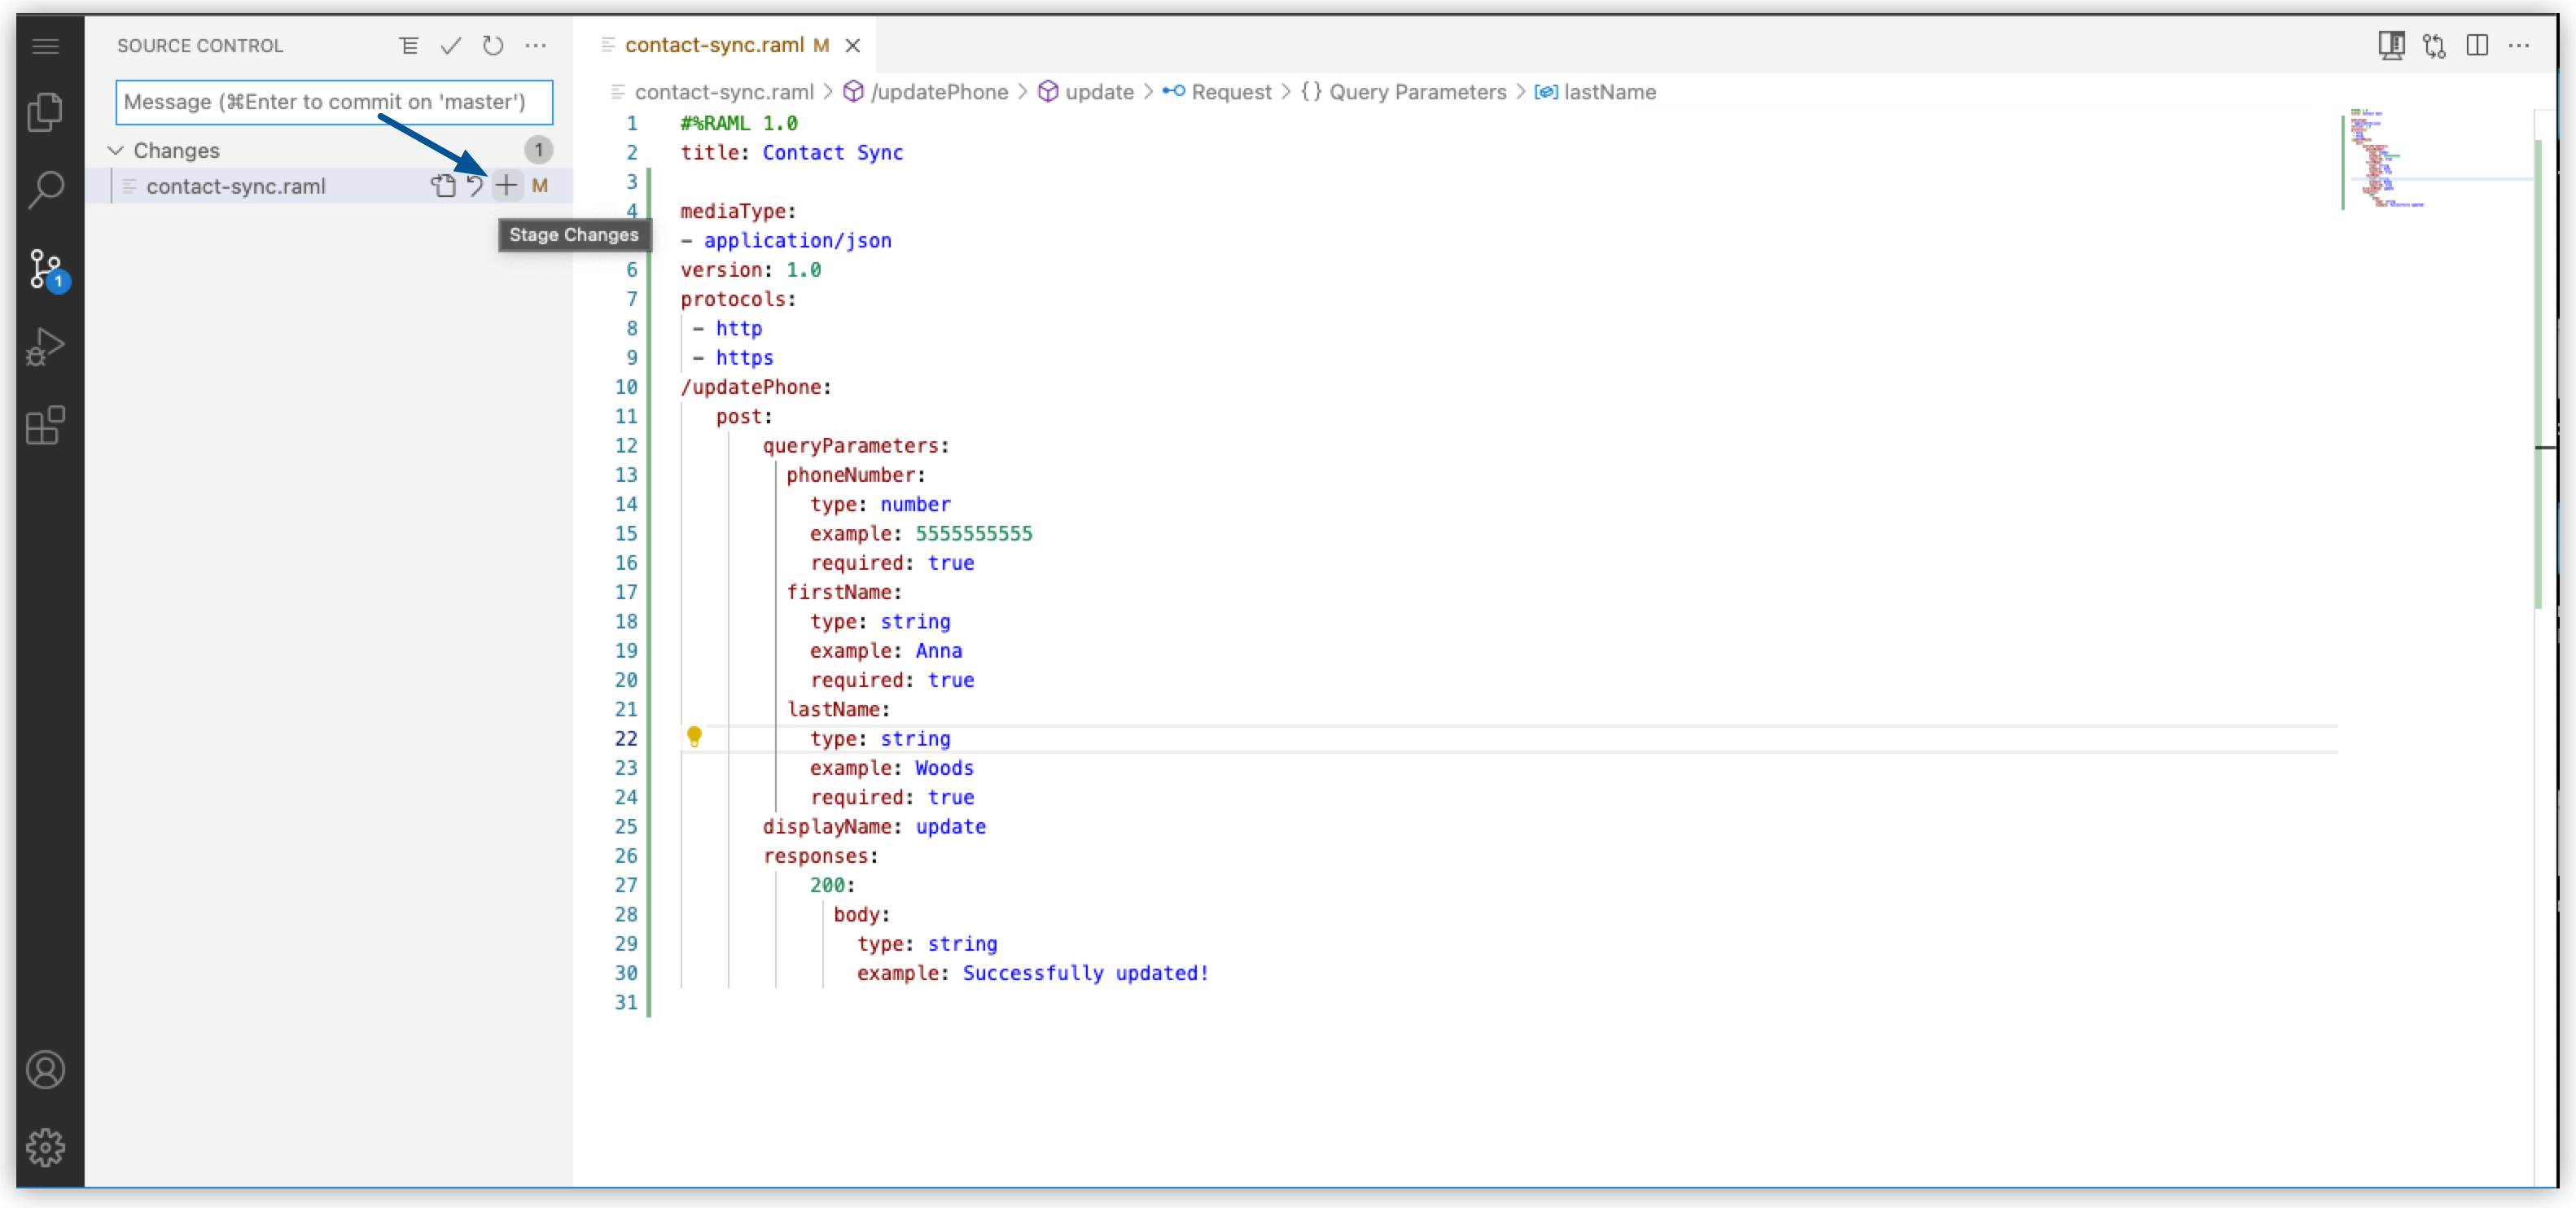 SOURCE CONTROL
Message (⌘Enter to commit on 'master')
Changes 1
contact-sync.raml M
Stage Changes
1
contact-sync.raml M
contact-sync.raml > /updatePhone > update > Request > {} Query Parameters > lastName
1 #%RAML 1.0
2 title: Contact Sync
3
4 mediaType:
- application/json
6 version: 1.0
7 protocols:
8 - http
9 - https
10 /updatePhone:
11 post:
12 queryParameters:
13 phoneNumber:
14 type: number
15 example: 5555555555
16 required: true
17 firstName:
18 type: string
19 example: Anna
20 required: true
21 lastName:
22 type: string
23 example: Woods
24 required: true
25 displayName: update
26 responses:
27 200:
28 body:
29 type: string
30 example: Successfully updated!
31